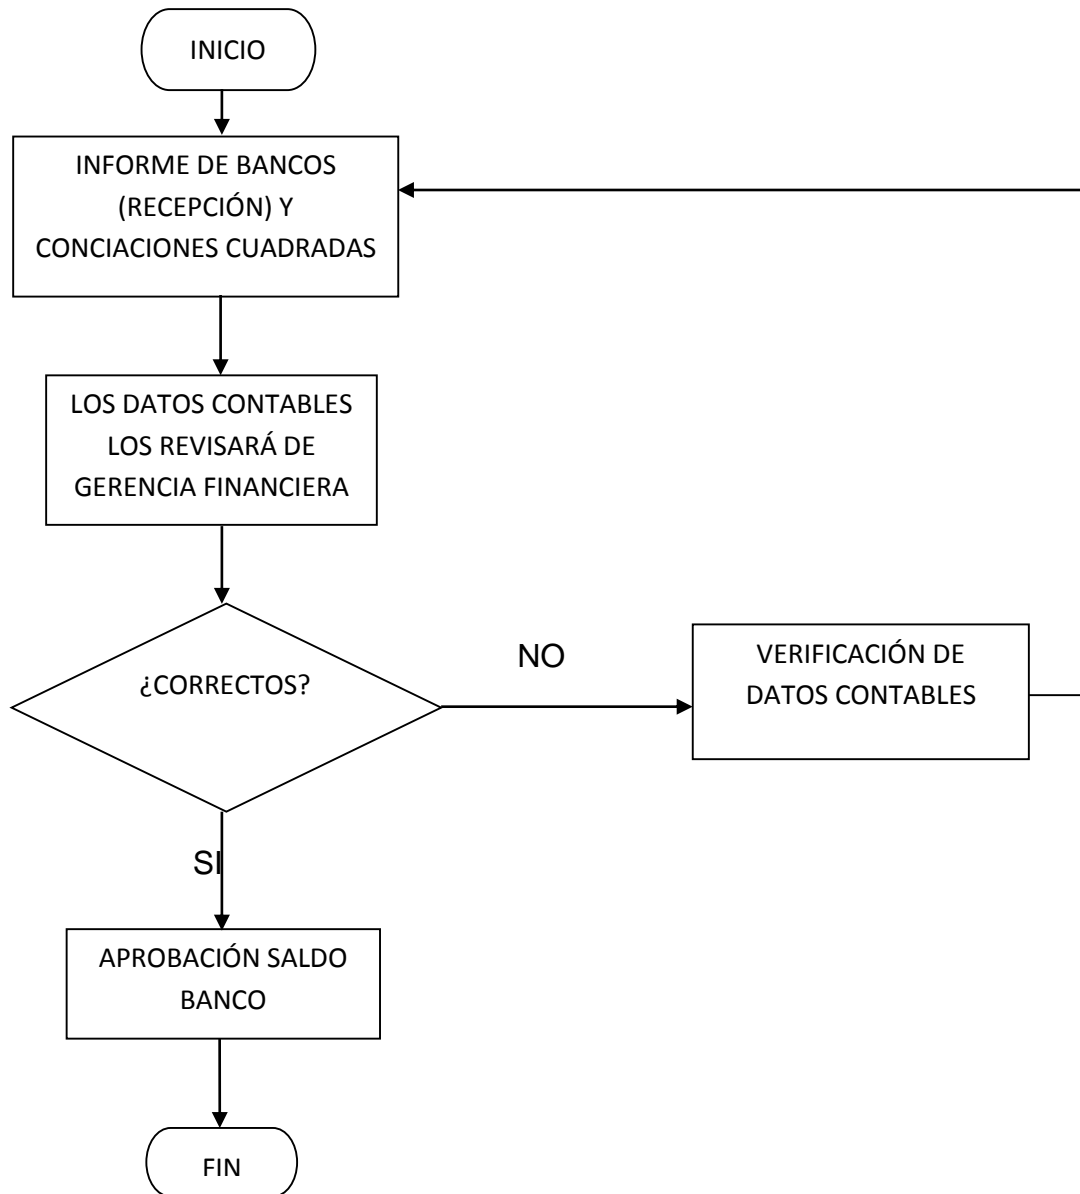 INICIO
INFORME DE BANCOS
(RECEPCIÓN) Y
CONCIACIONES CUADRADAS
LOS DATOS CONTABLES
LOS REVISARÁ DE
GERENCIA FINANCIERA
¿CORRECTOS?
NO
VERIFICACIÓN DE
DATOS CONTABLES
SI
APROBACIÓN SALDO
BANCO
FIN